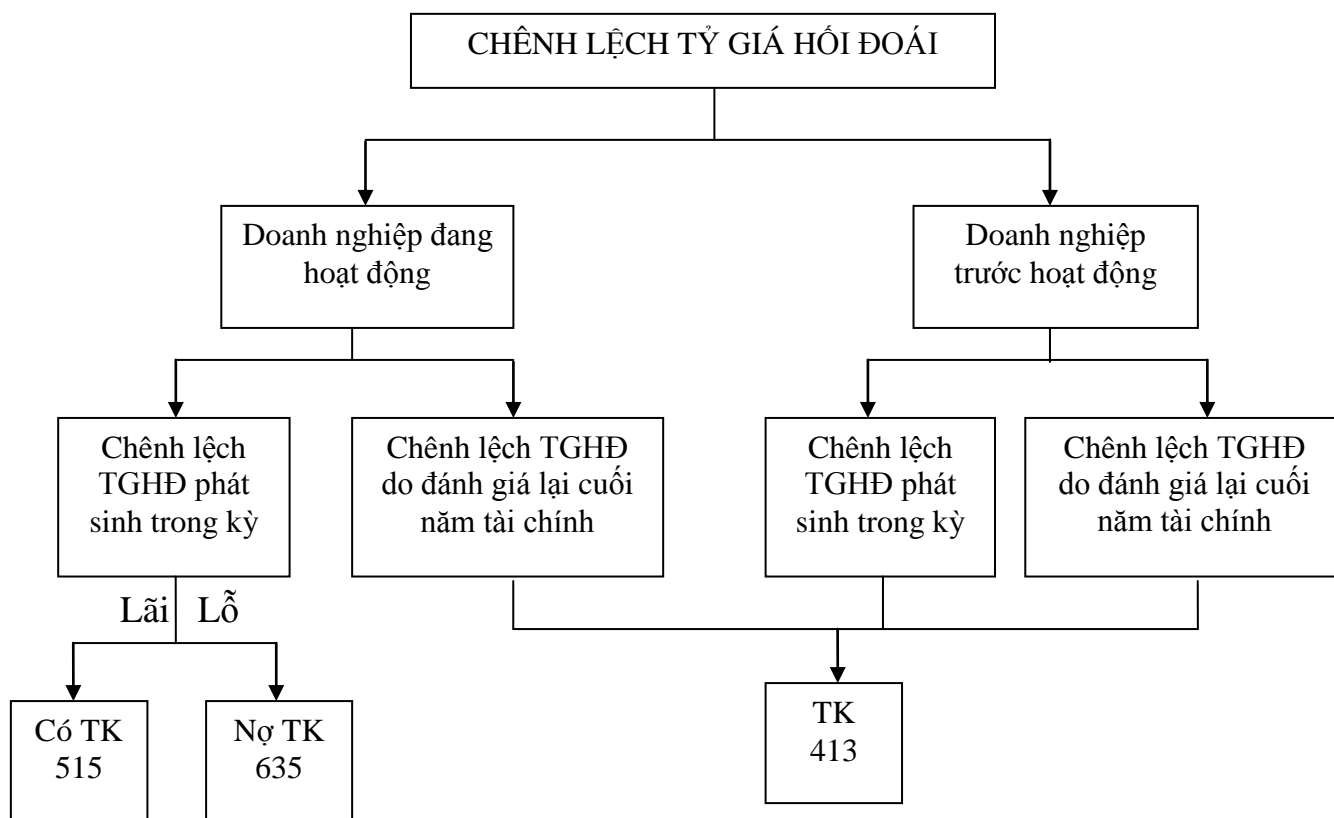 CHÊNH LỆCH TỶ GIÁ HỐI ĐOÁI
Doanh nghiệp đang
hoạt động
Doanh nghiệp
trước hoạt động
Chênh lệch
TGHĐ phát
sinh trong kỳ
Chênh lệch TGHĐ
do đánh giá lại cuối
năm tài chính
Chênh lệch
TGHĐ phát
sinh trong kỳ
Chênh lệch TGHĐ
do đánh giá lại cuối
năm tài chính
Lãi Lỗ
Có TK
515
Nợ TK
635
TK
413